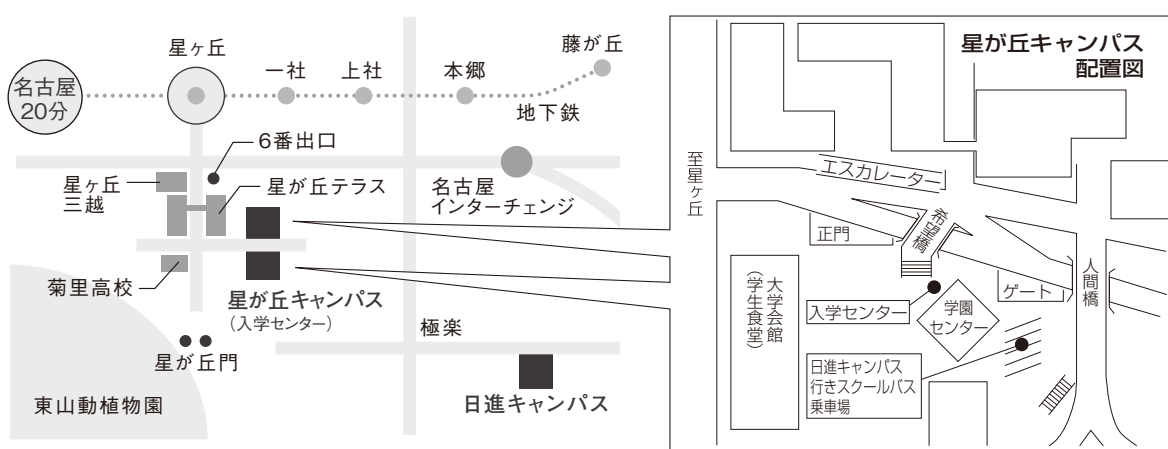 名古屋
20分
星ヶ丘
一社
上社
本郷
藤が丘
地下鉄
6番出口
星ヶ丘
三越
星が丘テラス
名古屋
インターチェンジ
菊里高校
星が丘キャンパス
(入学センター)
極楽
星が丘門
東山動植物園
日進キャンパス
星が丘キャンパス
配置図
至星ヶ丘
エスカレーター
正門
希望橋
ゲート
人間橋
大学会館
(学生食堂)
入学センター
学園
センター
日進キャンパス
行きスクールバス
乗車場